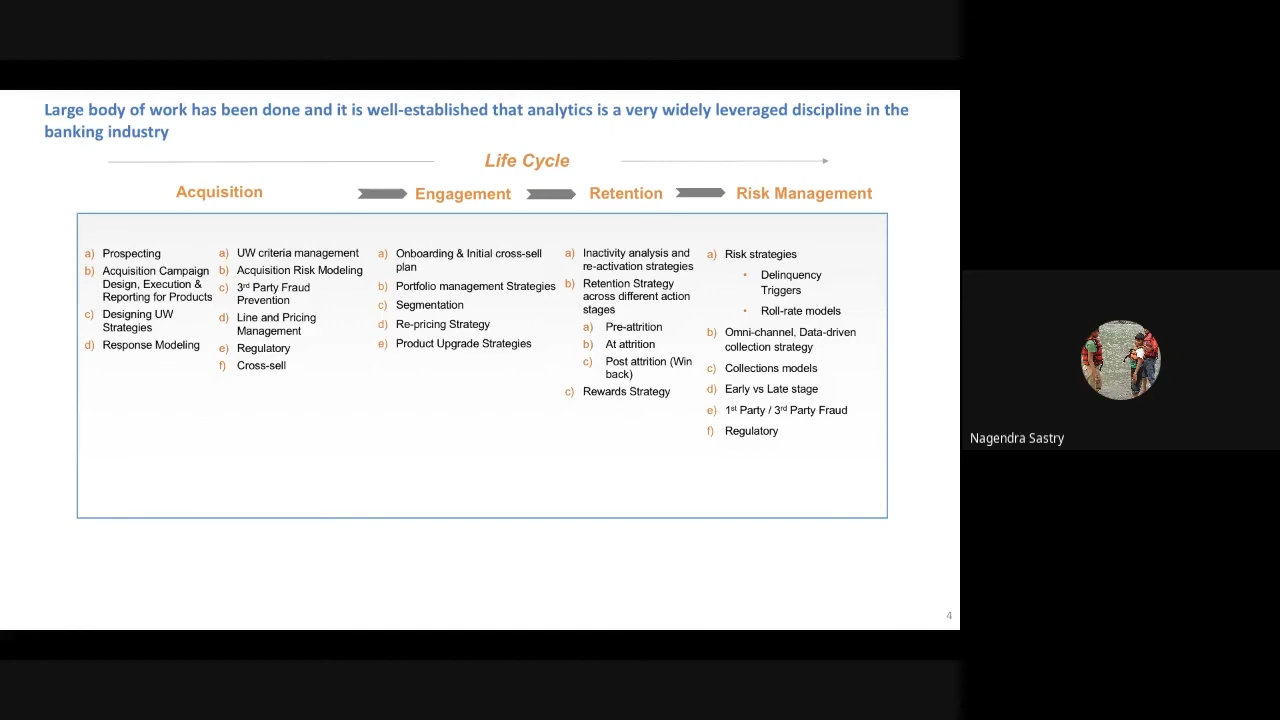 Large body of work has been done and it is well-established that analytics is a very widely leveraged discipline in the
banking industry
Life Cycle
Acquisition
Engagement
Retention
Risk Management
a) Prospecting
b) Acquisition Campaign
Design, Execution &
Reporting for Products
c) Designing UW
Strategies
d) Response Modeling
a) UW criteria management
b) Acquisition Risk Modeling
c) 3rd Party Fraud
Prevention
d) Line and Pricing
Management
e) Regulatory
f) Cross-sell
a) Onboarding & Initial cross-sell
plan
b) Portfolio management Strategies
c) Segmentation
d) Re-pricing Strategy
e) Product Upgrade Strategies
a) Inactivity analysis and
re-activation strategies
b) Retention Strategy
across different action
stages
a) Pre-attrition
b) At attrition
c) Post attrition (Win
back)
c) Rewards Strategy
a) Risk strategies
• Delinquency
Triggers
• Roll-rate models
b) Omni-channel, Data-driven
collection strategy
c) Collections models
d) Early vs Late stage
e) 1st Party / 3rd Party Fraud
f) Regulatory
4
Nagendra Sastry